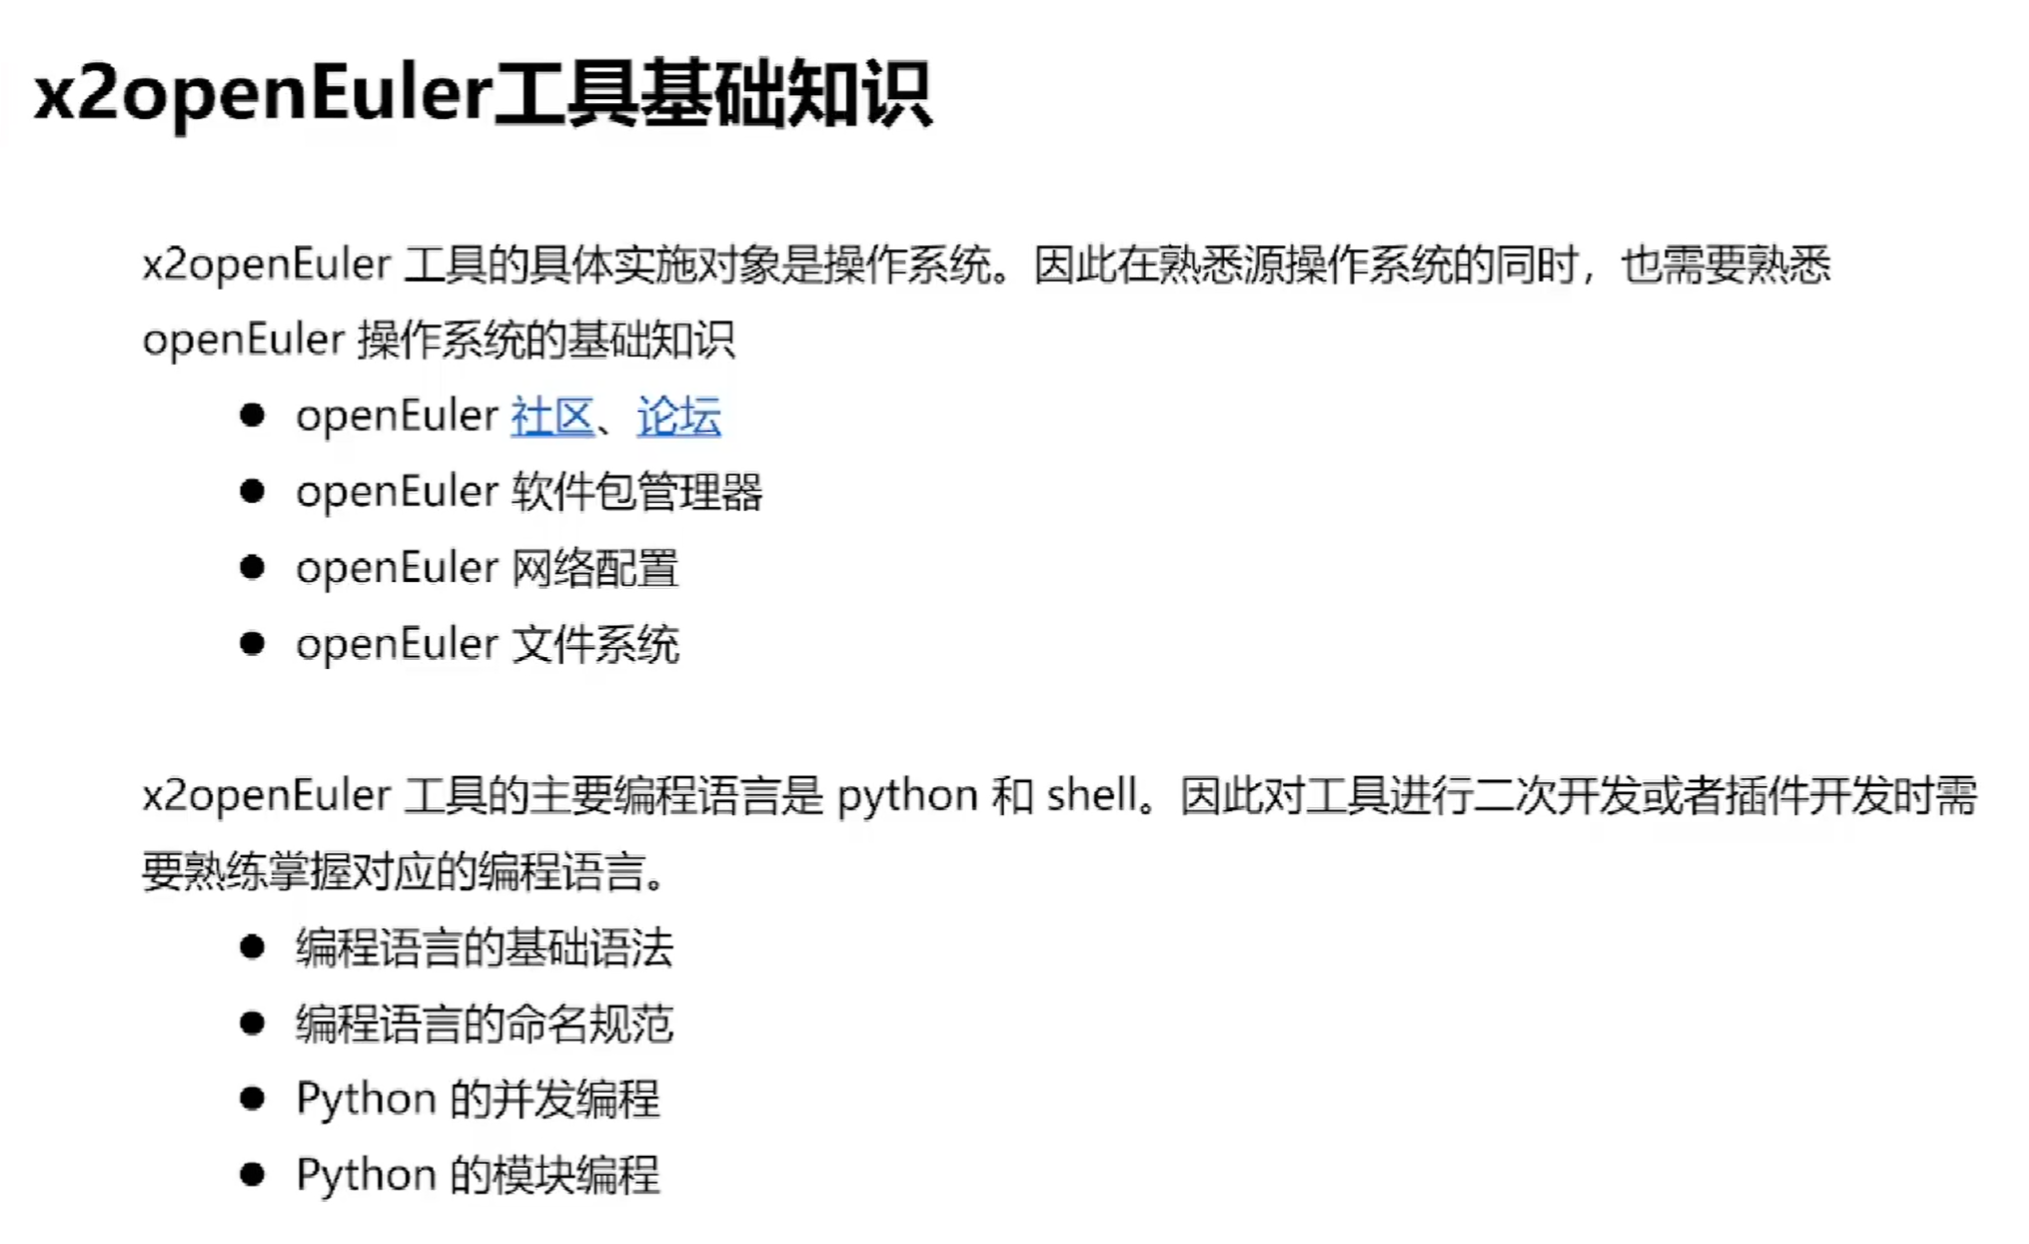 x2openEuler工具基础知识
x2openEuler 工具的具体实施对象是操作系统。因此在熟悉源操作系统的同时，也需要熟悉
openEuler 操作系统的基础知识
● openEuler 社区、论坛
● openEuler 软件包管理器
● openEuler 网络配置
● openEuler 文件系统
x2openEuler 工具的主要编程语言是 python 和 shell。因此对工具进行二次开发或者插件开发时需
要熟练掌握对应的编程语言。
● 编程语言的基础语法
● 编程语言的命名规范
● Python 的并发编程
● Python 的模块编程